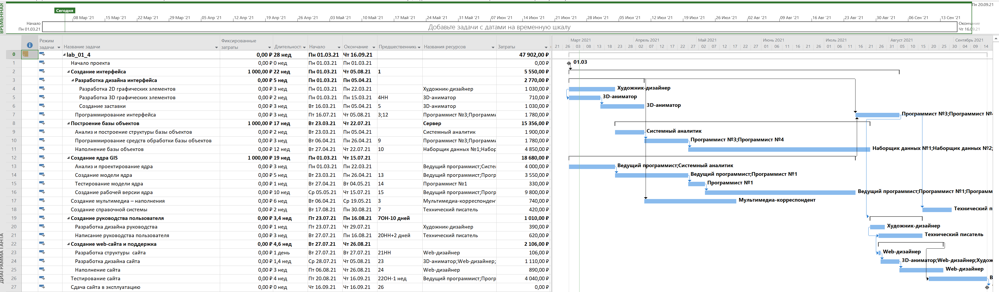 Сегодня
Пн 20.09.21
08 Мар '21 15 Мар '21 22 Мар '21 29 Мар '21 05 Апр '21 12 Апр '21 19 Апр '21 26 Апр '21 03 Май '21 10 Май '21 17 Май '21 24 Май '21 31 Май '21 07 Июн '21 14 Июн '21 21 Июн '21 28 Июн '21 05 Июл '21 12 Июл '21 19 Июл '21 26 Июл '21 02 Авг '21 09 Авг '21 16 Авг '21 23 Авг '21 30 Авг '21 06 Сен '21 13 Сен '21
Начало
Пн 01.03.21
Добавьте задачи с датами на временную шкалу
Окончание
Чт 16.09.21
ВРЕМЕННАЯ
ДИАГРАММА ГАНТА
Режим задачи Название задачи Фиксированные затраты Длительност Начало Окончание Предшественники Названия ресурсов Затраты
Март 2021 Апрель 2021 Май 2021 Июнь 2021 Июль 2021 Август 2021 Сентябрь 2021
21 26 03 08 13 18 23 28 02 07 12 17 22 27 02 07 12 17 22 27 01 06 11 16 21 26 01 06 11 16 21 26 31 05 10 15 20 25 30 04 09 14
0 lab_01_4 0,00 ₽ 28 нед Пн 01.03.21 Чт 16.09.21 47 902,00 ₽
1 Начало проекта 0,00 ₽ 0 нед Пн 01.03.21 Пн 01.03.21 0,00 ₽ 01.03
2 Создание интерфейса 1 000,00 ₽ 22 нед Пн 01.03.21 Чт 05.08.21 1 5 550,00 ₽
3 Разработка дизайна интерфейса 0,00 ₽ 5 нед Пн 01.03.21 Пн 05.04.21 2 770,00 ₽
4 Разработка 2D графических элементов 0,00 ₽ 3 нед Пн 01.03.21 Пн 22.03.21 Художник-дизайнер 1 030,00 ₽ Художник-дизайнер
5 Разработка 3D графических элементов 0,00 ₽ 2 нед Пн 01.03.21 Пн 15.03.21 4НН 3D-аниматор 710,00 ₽ 3D-аниматор
6 Создание заставки 0,00 ₽ 3 нед Вт 16.03.21 Пн 05.04.21 5 3D-аниматор 1 030,00 ₽ 3D-аниматор
7 Программирование интерфейса 0,00 ₽ 3 нед Пт 16.07.21 Чт 05.08.21 3;12 Программист №3;Программи 1 780,00 ₽ Программист №3;Программист №4
8 Построение базы объектов 1 000,00 ₽ 17 нед Вт 23.03.21 Чт 22.07.21 Сервер 15 356,00 ₽
9 Анализ и построение структуры базы объектов 0,00 ₽ 2 нед Вт 23.03.21 Пн 05.04.21 Системный аналитик 1 900,00 ₽ Системный аналитик
10 Программирование средств обработки базы объектов 0,00 ₽ 3 нед Вт 06.04.21 Пн 26.04.21 9 Программист №3;Программи 1 780,00 ₽ Программист №3;Программист №4
11 Наполнение базы объектов 0,00 ₽ 12 нед Вт 27.04.21 Чт 22.07.21 10 Наборщик данных №1;Набор 4 850,00 ₽ Наборщик данных №1;Наборщик данных №2;
12 Создание ядра GIS 1 000,00 ₽ 19 нед Пн 01.03.21 Чт 15.07.21 18 680,00 ₽
13 Анализ и проектирование ядра 0,00 ₽ 3 нед Пн 01.03.21 Пн 22.03.21 Ведущий программист;Систе 4 000,00 ₽ Ведущий программист;Системный аналитик
14 Создание модели ядра 0,00 ₽ 5 нед Вт 23.03.21 Пн 26.04.21 13 Ведущий программист;Прогр 3 550,00 ₽ Ведущий программист;Программист №1
15 Тестирование модели ядра 0,00 ₽ 1 нед Вт 27.04.21 Вт 04.05.21 14 Программист №1 330,00 ₽ Программист №1
16 Создание рабочей версии ядра 0,00 ₽ 10 нед Ср 05.05.21 Чт 15.07.21 15 Ведущий программист;Прогр 9 800,00 ₽ Ведущий программист;Программист №1;Программ
17 Создание мультимедиа – наполнения 0,00 ₽ 6 нед Вт 06.04.21 Ср 19.05.21 3 Мультимедиа-корреспондент 740,00 ₽ Мультимедиа-корреспондент
18 Создание справочной системы 0,00 ₽ 2 нед Вт 17.08.21 Пн 30.08.21 7 Технический писатель 420,00 ₽ Технический п
19 Создание руководства пользователя 0,00 ₽ 3,4 нед Пт 23.07.21 Пн 16.08.21 7ОН-10 дней 1 010,00 ₽
20 Разработка дизайна руководства 0,00 ₽ 1 нед Пт 23.07.21 Чт 29.07.21 Художник-дизайнер 390,00 ₽ Художник-дизайнер
21 Написание руководства пользователя 0,00 ₽ 3 нед Вт 27.07.21 Пн 16.08.21 20НН+2 дней Технический писатель 620,00 ₽ Технический писатель
22 Создание web-сайта и поддержка 0,00 ₽ 4,6 нед Вт 27.07.21 Чт 26.08.21 2 106,00 ₽
23 Разработка структуры сайта 0,00 ₽ 1 день Вт 27.07.21 Вт 27.07.21 21НН Web-дизайнер 106,00 ₽ Web-дизайнер
24 Разработка дизайна сайта 0,00 ₽ 1,4 нед Ср 28.07.21 Чт 05.08.21 23 3D-аниматор;Web-дизайнер; 1 110,00 ₽ 3D-аниматор;Web-дизайнер;Худож
25 Наполнение сайта 0,00 ₽ 3 нед Пт 06.08.21 Чт 26.08.21 24 Web-дизайнер 890,00 ₽ Web-дизайнер
26 Тестирование сайта 0,00 ₽ 4 нед Пт 20.08.21 Чт 16.09.21 22ОН-1 нед Ведущий программист;Прогр 4 040,00 ₽ В
27 Сдача сайта в эксплуатацию 0,00 ₽ 0 нед Чт 16.09.21 Чт 16.09.21 26 0,00 ₽